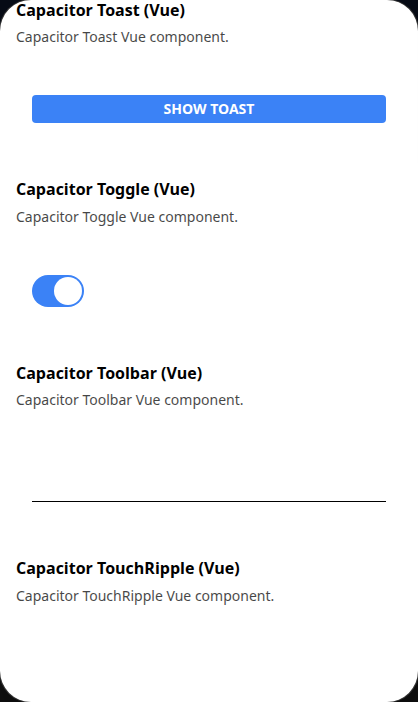 Capacitor Toast (Vue)
Capacitor Toast Vue component.
SHOW TOAST
Capacitor Toggle (Vue)
Capacitor Toggle Vue component.
Capacitor Toolbar (Vue)
Capacitor Toolbar Vue component.
Capacitor TouchRipple (Vue)
Capacitor TouchRipple Vue component.